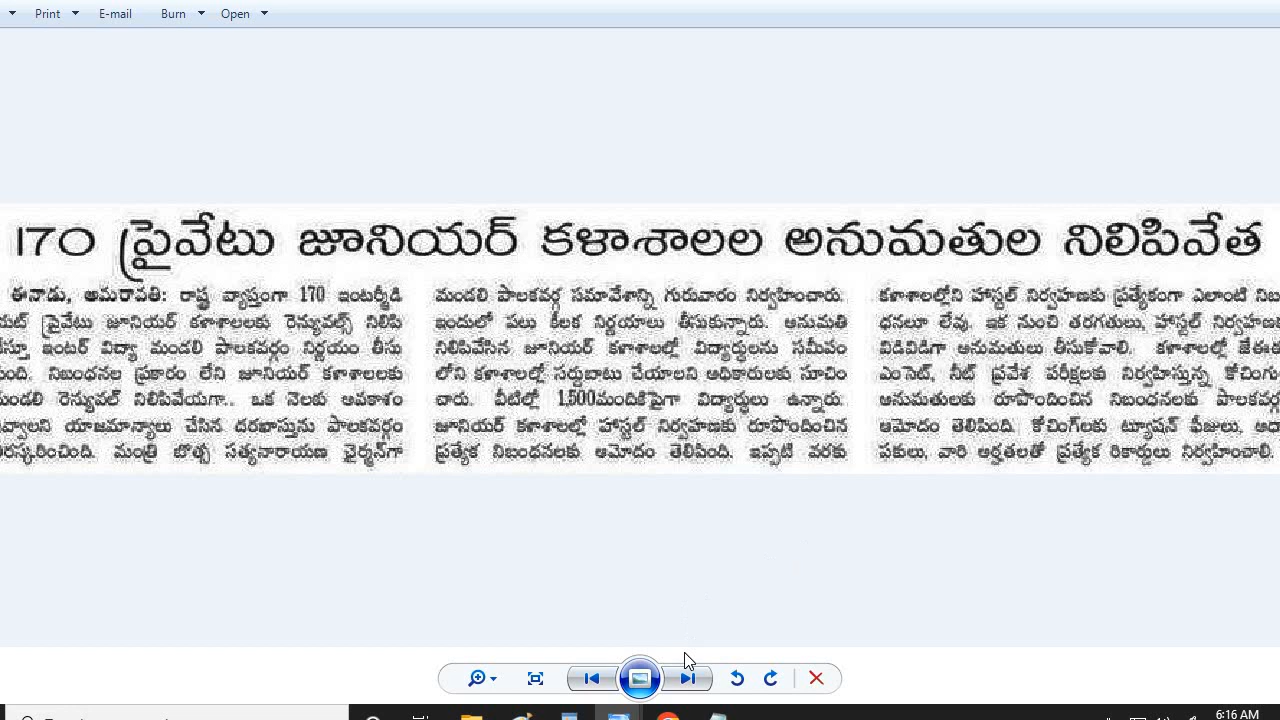 Print E-mail Burn Open
170 ప్రైవేటు జూనియర్ కళాశాలల అనుమతుల నిలిపివేత
ఈనాడు, అమరావతి: రాష్ట్ర వ్యాప్తంగా 170 ఇంటర్మీడి
ప్రైవేటు జూనియర్ కళాశాలలకు రెన్యువల్స్ నిలిపి
ఇంటర్ విద్యా మండలి పాలకవర్గం నిర్ణయం తీసు
నిబంధనల ప్రకారం లేని జూనియర్ కళాశాలలకు
రెన్యువల్ నిలిపివేయగా.. ఒక నెలకు అవకాశం
యాజమాన్యాలు చేసిన దరఖాస్తును పాలకవర్గం
మంత్రి బొత్స సత్యనారాయణ ఛైర్మన్‌గా
మండలి పాలకవర్గ సమావేశాన్ని గురువారం నిర్వహించారు.
ఇందులో పలు కీలక నిర్ణయాలు తీసుకున్నారు. అనుమతి
నిలిపివేసిన జూనియర్ కళాశాలల్లో విద్యార్థులను సమీపం
లోని కళాశాలల్లో సర్దుబాటు చేయాలని అధికారులకు సూచిం
చారు. వీటిల్లో 1,500మందికిపైగా విద్యార్థులు ఉన్నారు.
జూనియర్ కళాశాలల్లో హాస్టల్ నిర్వహణకు రూపొందించిన
ప్రత్యేక నిబంధనలకు ఆమోదం తెలిపింది. ఇప్పటి వరకు
కళాశాలల్లోని హాస్టల్ నిర్వహణకు ప్రత్యేకంగా ఎలాంటి నిబ
ధనలూ లేవు. ఇక నుంచి తరగతులు, హాస్టల్ నిర్వహణ
విడివిడిగా అనుమతులు తీసుకోవాలి. కళాశాలల్లో జేఈఈ
ఎంసెట్, నీట్ ప్రవేశ పరీక్షలకు నిర్వహిస్తున్న కోచింగ్
అనుమతులకు రూపొందించిన నిబంధనలకు పాలకవర్గ
ఆమోదం తెలిపింది. కోచింగ్‌లకు ట్యూషన్ ఫీజులు,
పకులు, వారి అర్హతలతో ప్రత్యేక రికార్డులు నిర్వహించాలి.
6:16 AM